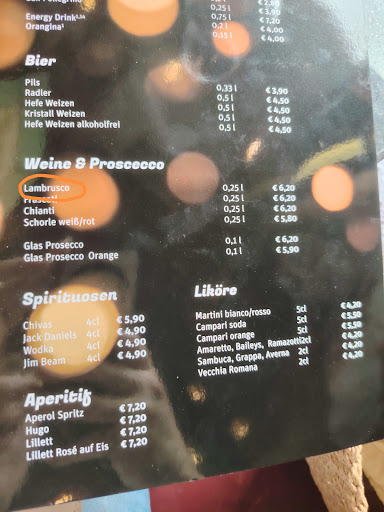 0,25 l € 3,90
Energy Drink¹,³⁴ 0,75 l € 7,20
Orangina¹ 0,2 l € 4,00
0,15 l € 4,00
Bier
Pils 0,33 l € 3,90
Radler 0,5 l € 4,50
Hefe Weizen 0,5 l € 4,50
Kristall Weizen 0,5 l € 4,50
Hefe Weizen alkoholfrei 0,5 l € 4,50
Weine & Proscecco
Lambrusco 0,25 l € 6,20
Frascati 0,25 l € 6,20
Chianti 0,25 l € 6,20
Schorle weiß/rot 0,25 l € 5,80
Glas Prosecco 0,1 l € 6,20
Glas Prosecco Orange 0,1 l € 5,90
Spirituosen
Chivas 4cl € 5,90
Jack Daniels 4cl € 4,90
Wodka 4cl € 4,90
Jim Beam 4cl € 4,90
Liköre
Martini bianco/rosso 5cl € 4,20
Campari soda 5cl € 5,50
Campari orange 5cl € 5,50
Amaretto, Baileys, Ramazotti 2cl € 4,20
Sambuca, Grappa, Averna 2cl € 4,20
Vecchia Romana 2cl € 4,20
Aperitif
Aperol Spritz € 7,20
Hugo € 7,20
Lillett € 7,20
Lillett Rosé auf Eis € 7,20